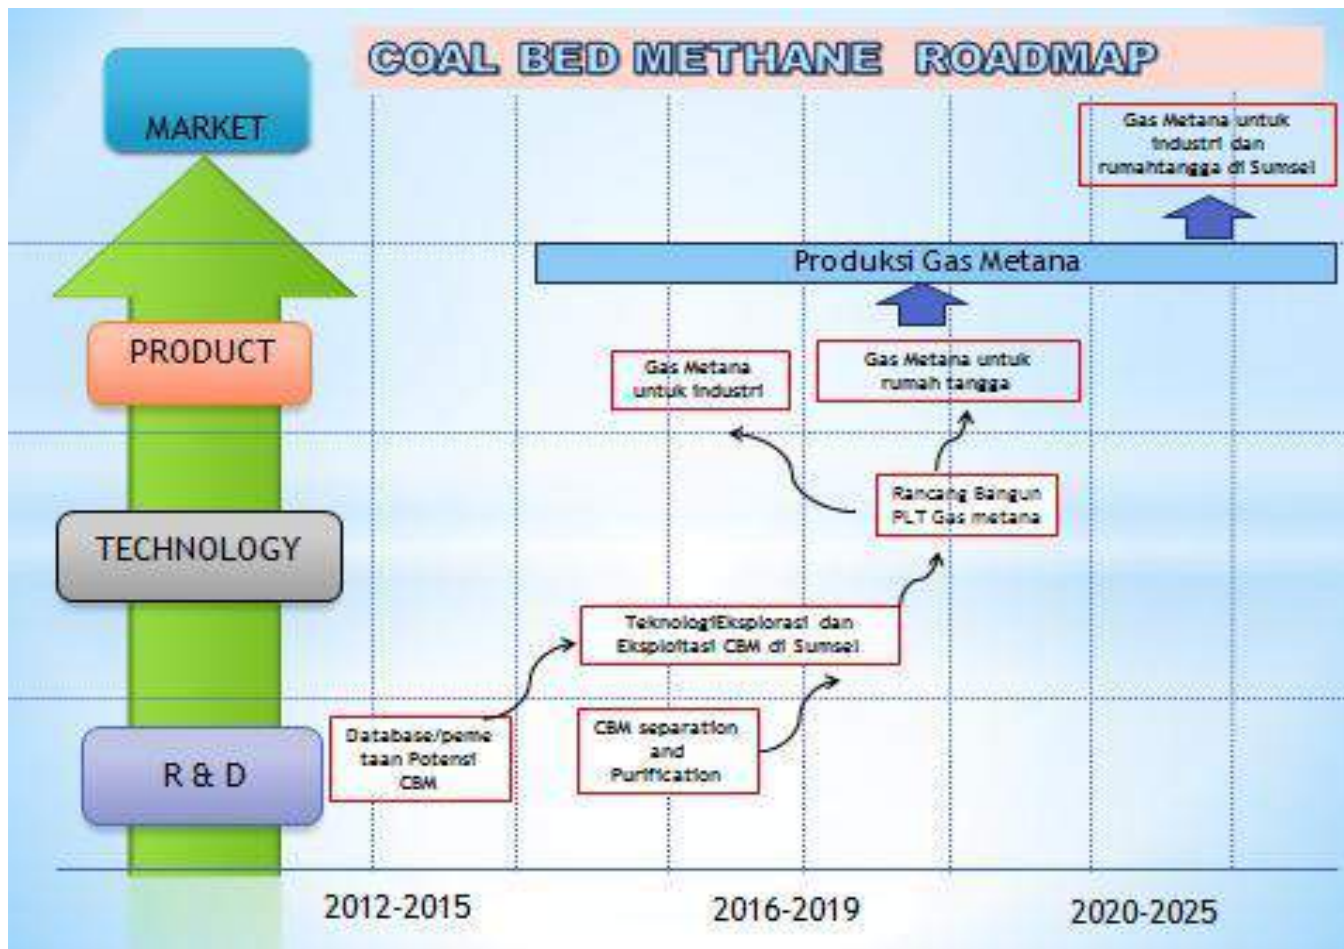 COAL BED METHANE ROADMAP
MARKET
Gas Metana untuk
industri dan
rumahtangga di Sumsel
Produksi Gas Metana
PRODUCT
Gas Metana
untuk industri
Gas Metana untuk
rumah tangga
Rancang Bangun
PLT Gas metana
TECHNOLOGY
TeknologiEksplorasi dan
Eksploitasi CBM di Sumsel
R & D
Database/peme
taan Potensi
CBM
CBM separation
and
Purification
2012-2015
2016-2019
2020-2025